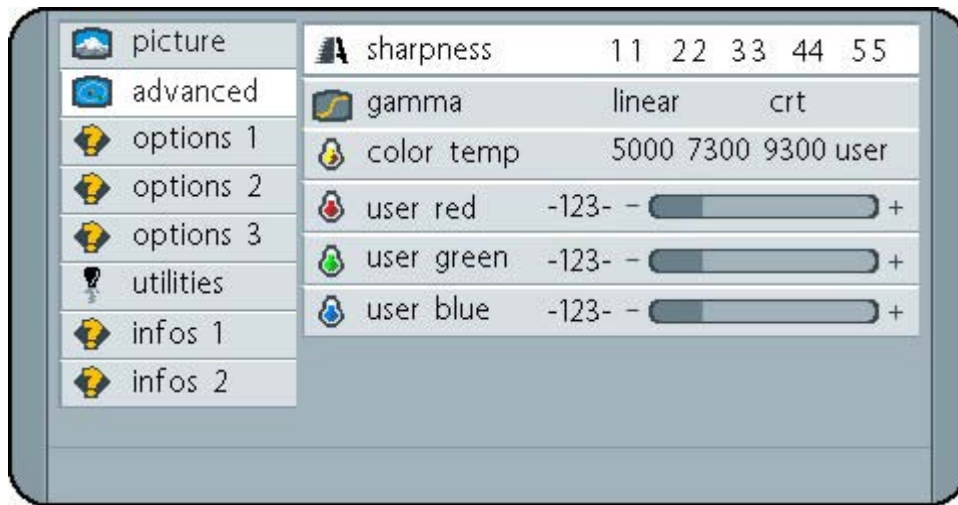 picture
advanced
options 1
options 2
options 3
utilities
infos 1
infos 2
sharpness 11 22 33 44 55
gamma linear crt
color temp 5000 7300 9300 user
user red -123- - +
user green -123- - +
user blue -123- - +